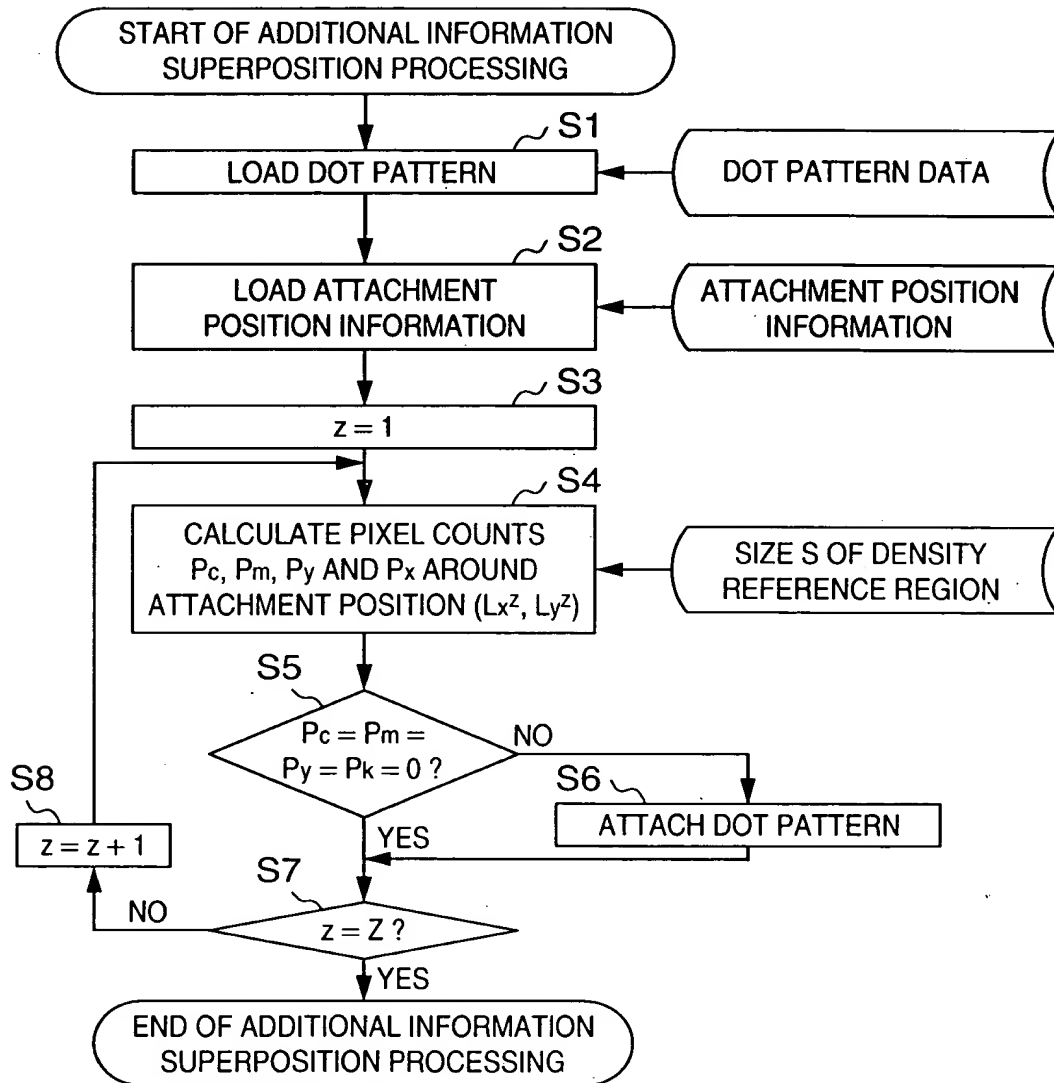 START OF ADDITIONAL INFORMATION
SUPERPOSITION PROCESSING
S1
LOAD DOT PATTERN
DOT PATTERN DATA
S2
LOAD ATTACHMENT
POSITION INFORMATION
ATTACHMENT POSITION
INFORMATION
S3
z = 1
S4
CALCULATE PIXEL COUNTS
Pc, Pm, Py AND Px AROUND
ATTACHMENT POSITION (Lx^z, Ly^z)
SIZE S OF DENSITY
REFERENCE REGION
S5
Pc = Pm =
Py = Pk = 0 ?
NO
S6
ATTACH DOT PATTERN
YES
S8
z = z + 1
S7
z = Z ?
NO
YES
END OF ADDITIONAL INFORMATION
SUPERPOSITION PROCESSING